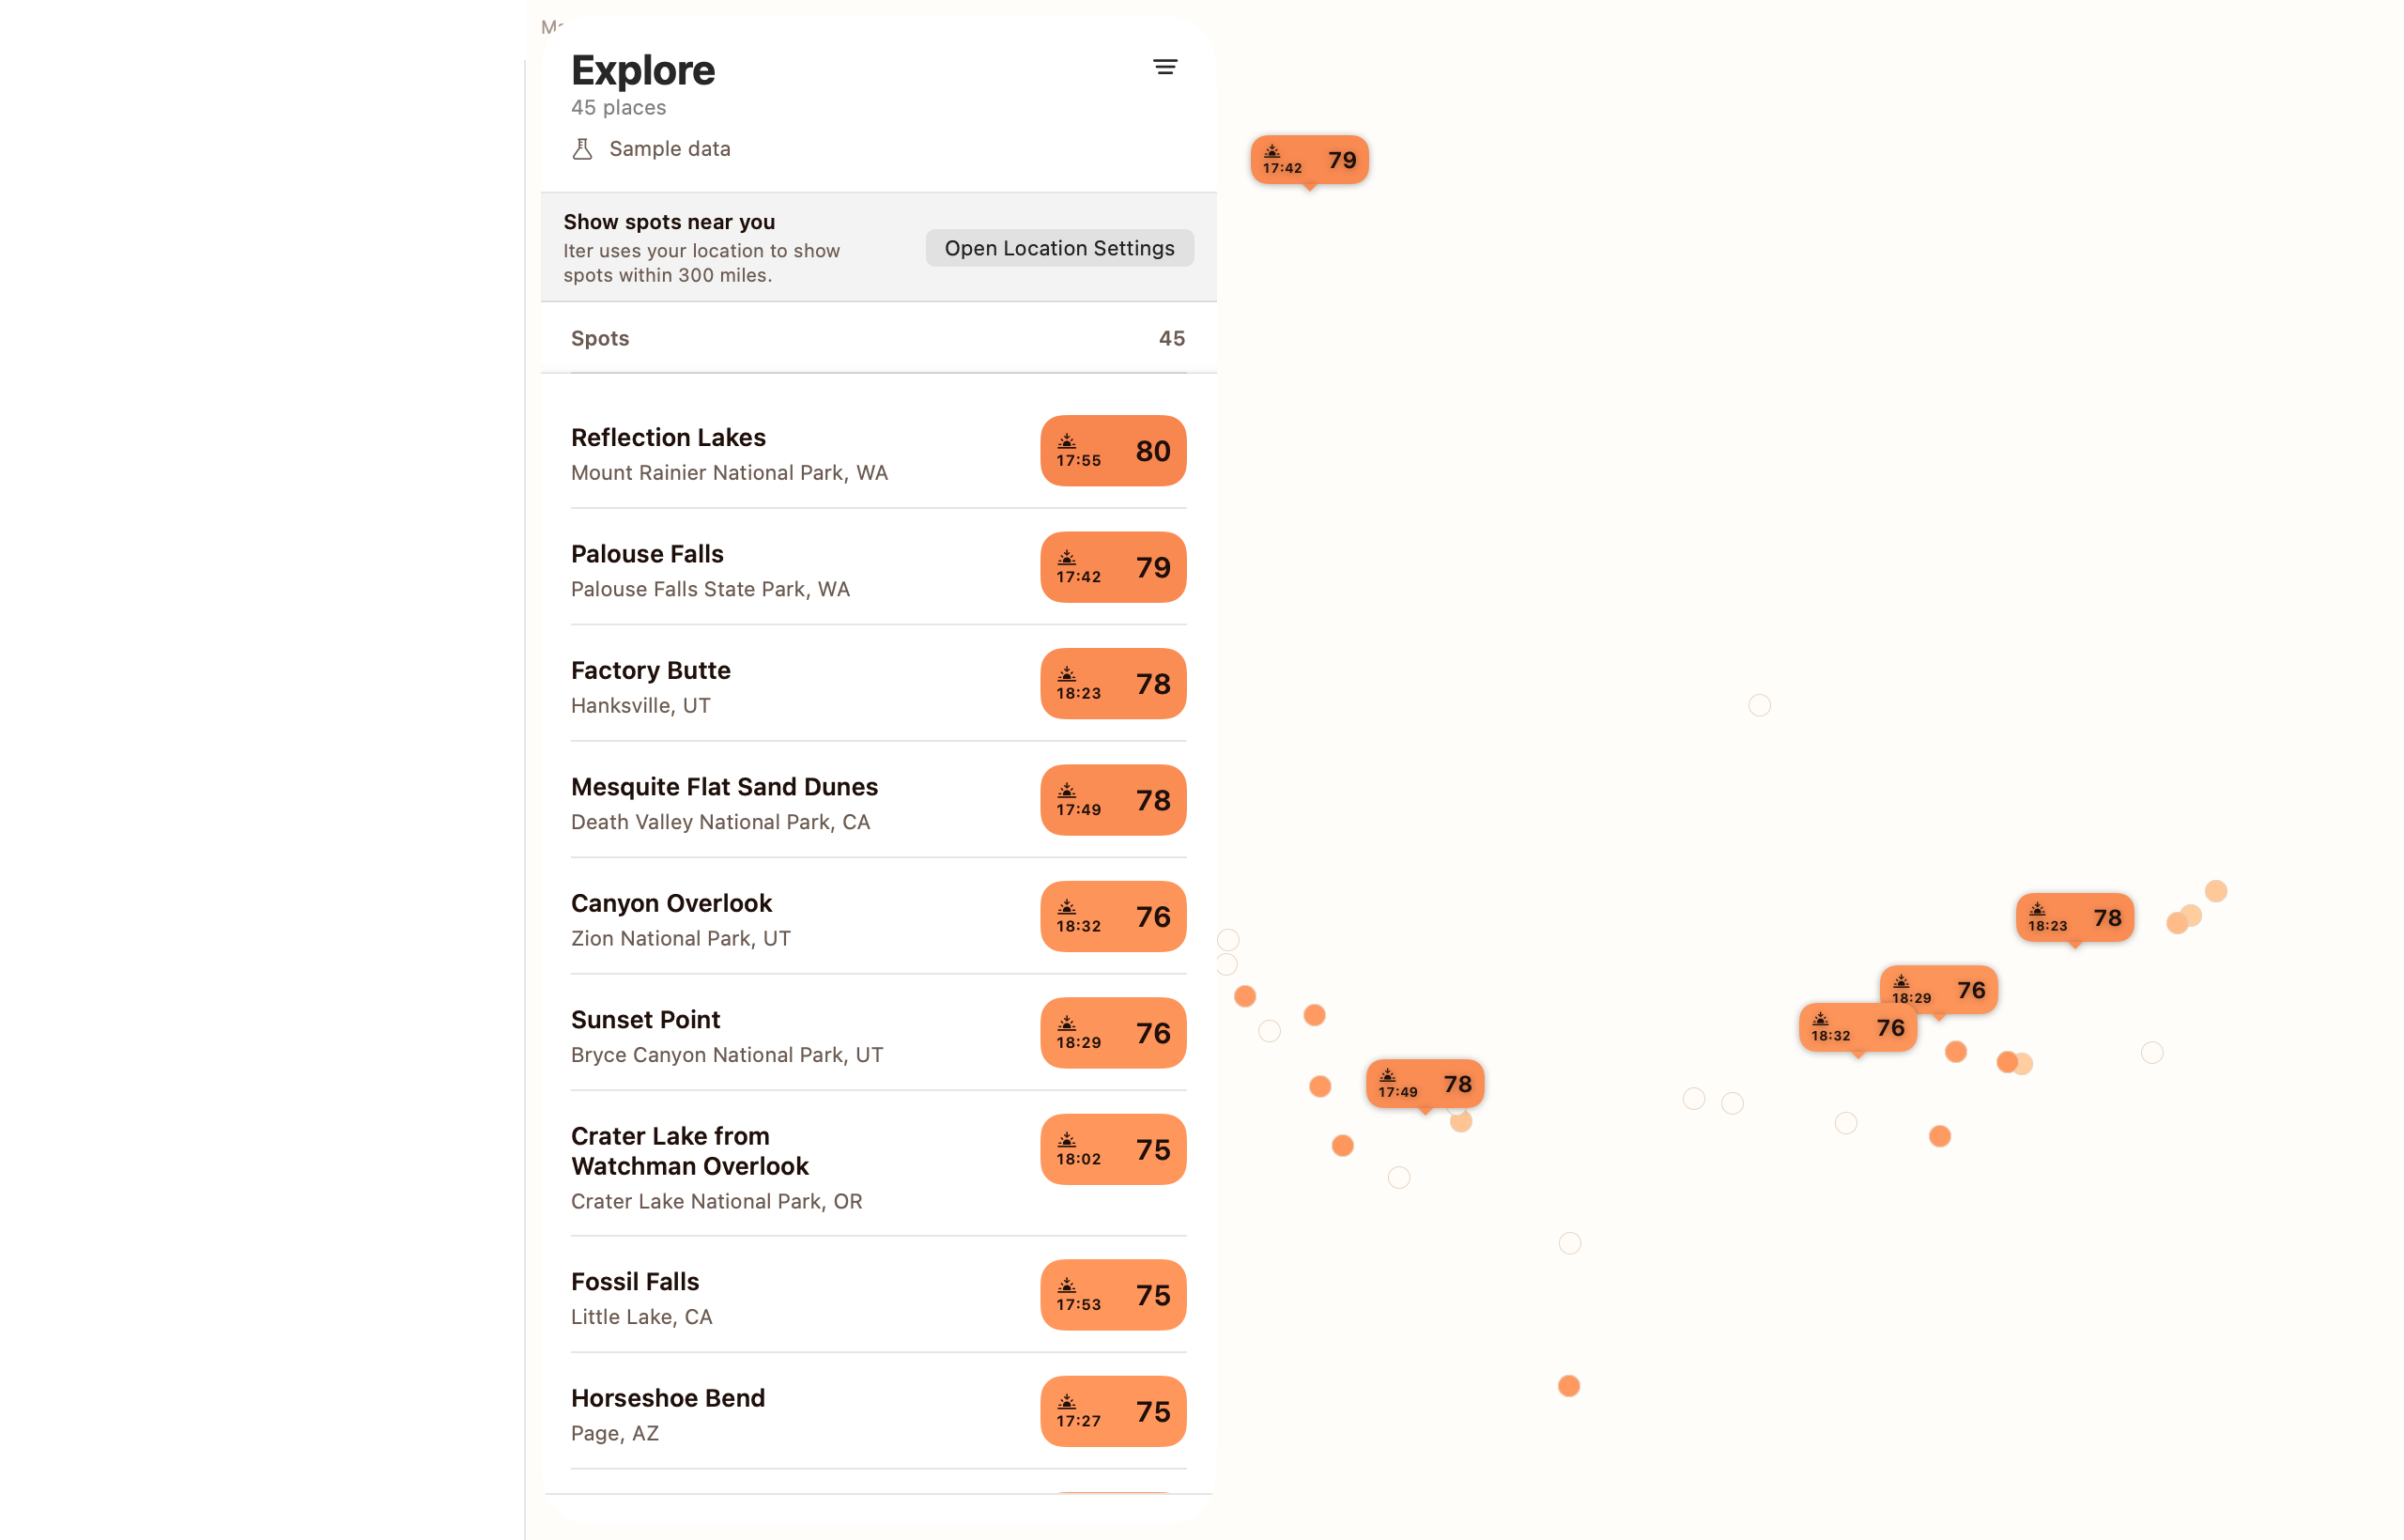 Explore
45 places
Sample data
Show spots near you
Iter uses your location to show
spots within 300 miles.
Open Location Settings
Spots 45
Reflection Lakes
Mount Rainier National Park, WA
17:55 80
Palouse Falls
Palouse Falls State Park, WA
17:42 79
Factory Butte
Hanksville, UT
18:23 78
Mesquite Flat Sand Dunes
Death Valley National Park, CA
17:49 78
Canyon Overlook
Zion National Park, UT
18:32 76
Sunset Point
Bryce Canyon National Park, UT
18:29 76
Crater Lake from
Watchman Overlook
Crater Lake National Park, OR
18:02 75
Fossil Falls
Little Lake, CA
17:53 75
Horseshoe Bend
Page, AZ
17:27 75
17:42 79
18:23 78
18:29 76
18:32 76
17:49 78